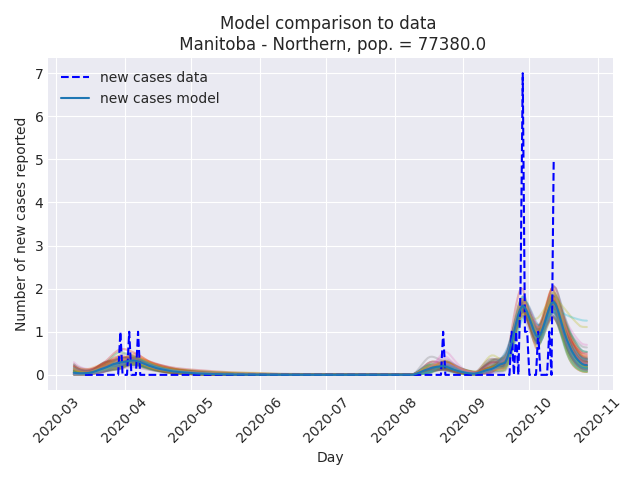 Model comparison to data
Manitoba - Northern, pop. = 77380.0
new cases data
new cases model
Number of new cases reported
7
6
5
4
3
2
1
0
2020-03
2020-04
2020-05
2020-06
2020-07
2020-08
2020-09
2020-10
2020-11
Day